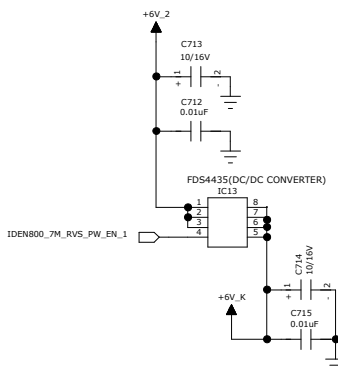 +6V_2
C713
10/16V
1
2
+
-
C712
0.01uF
FDS4435(DC/DC CONVERTER)
IC13
1
8
2
7
3
6
4
5
IDEN800_7M_RVS_PW_EN_1
+6V_K
C714
10/16V
1
2
+
-
C715
0.01uF